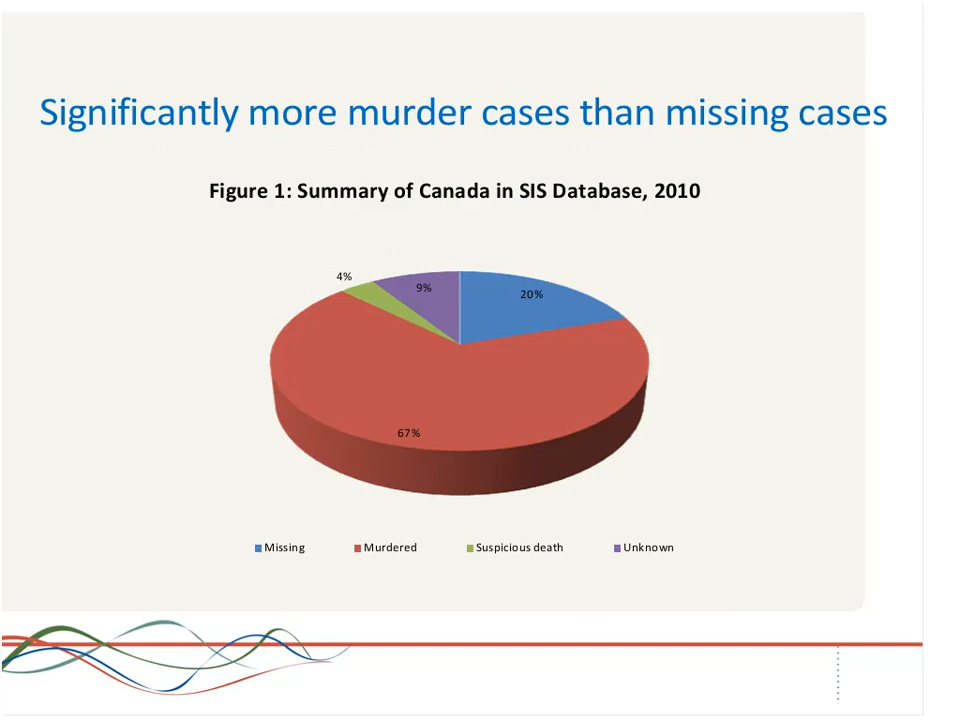 Significantly more murder cases than missing cases
Figure 1: Summary of Canada in SIS Database, 2010
4%
9%
20%
67%
Missing Murdered Suspicious death Unknown